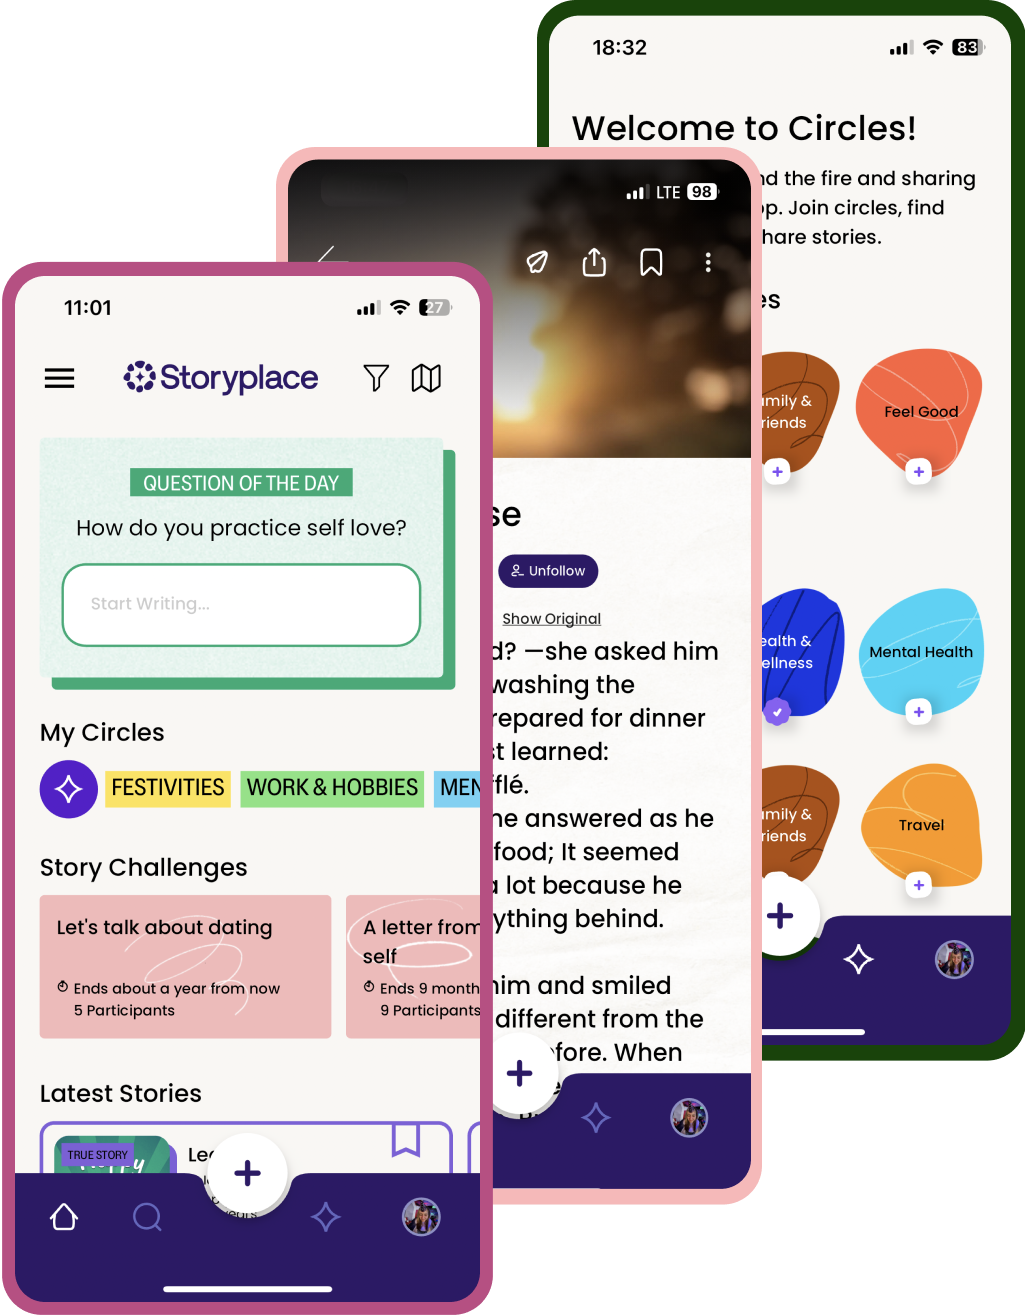 18:32
83
Welcome to Circles!
nd the fire and sharing
op. Join circles, find
hare stories.
es
amily &
riends
Feel Good
ealth &
ellness
Mental Health
amily &
riends
Travel
LTE 98
se
Unfollow
Show Original
d? —she asked him
washing the
repared for dinner
st learned:
fflé.
he answered as he
food; It seemed
a lot because he
ything behind.
him and smiled
different from the
efore. When
11:01
27
Storyplace
QUESTION OF THE DAY
How do you practice self love?
Start Writing...
My Circles
FESTIVITIES
WORK & HOBBIES
MEN
Story Challenges
Let's talk about dating
Ends about a year from now
5 Participants
A letter from
self
Ends 9 month
9 Participants
Latest Stories
TRUE STORY